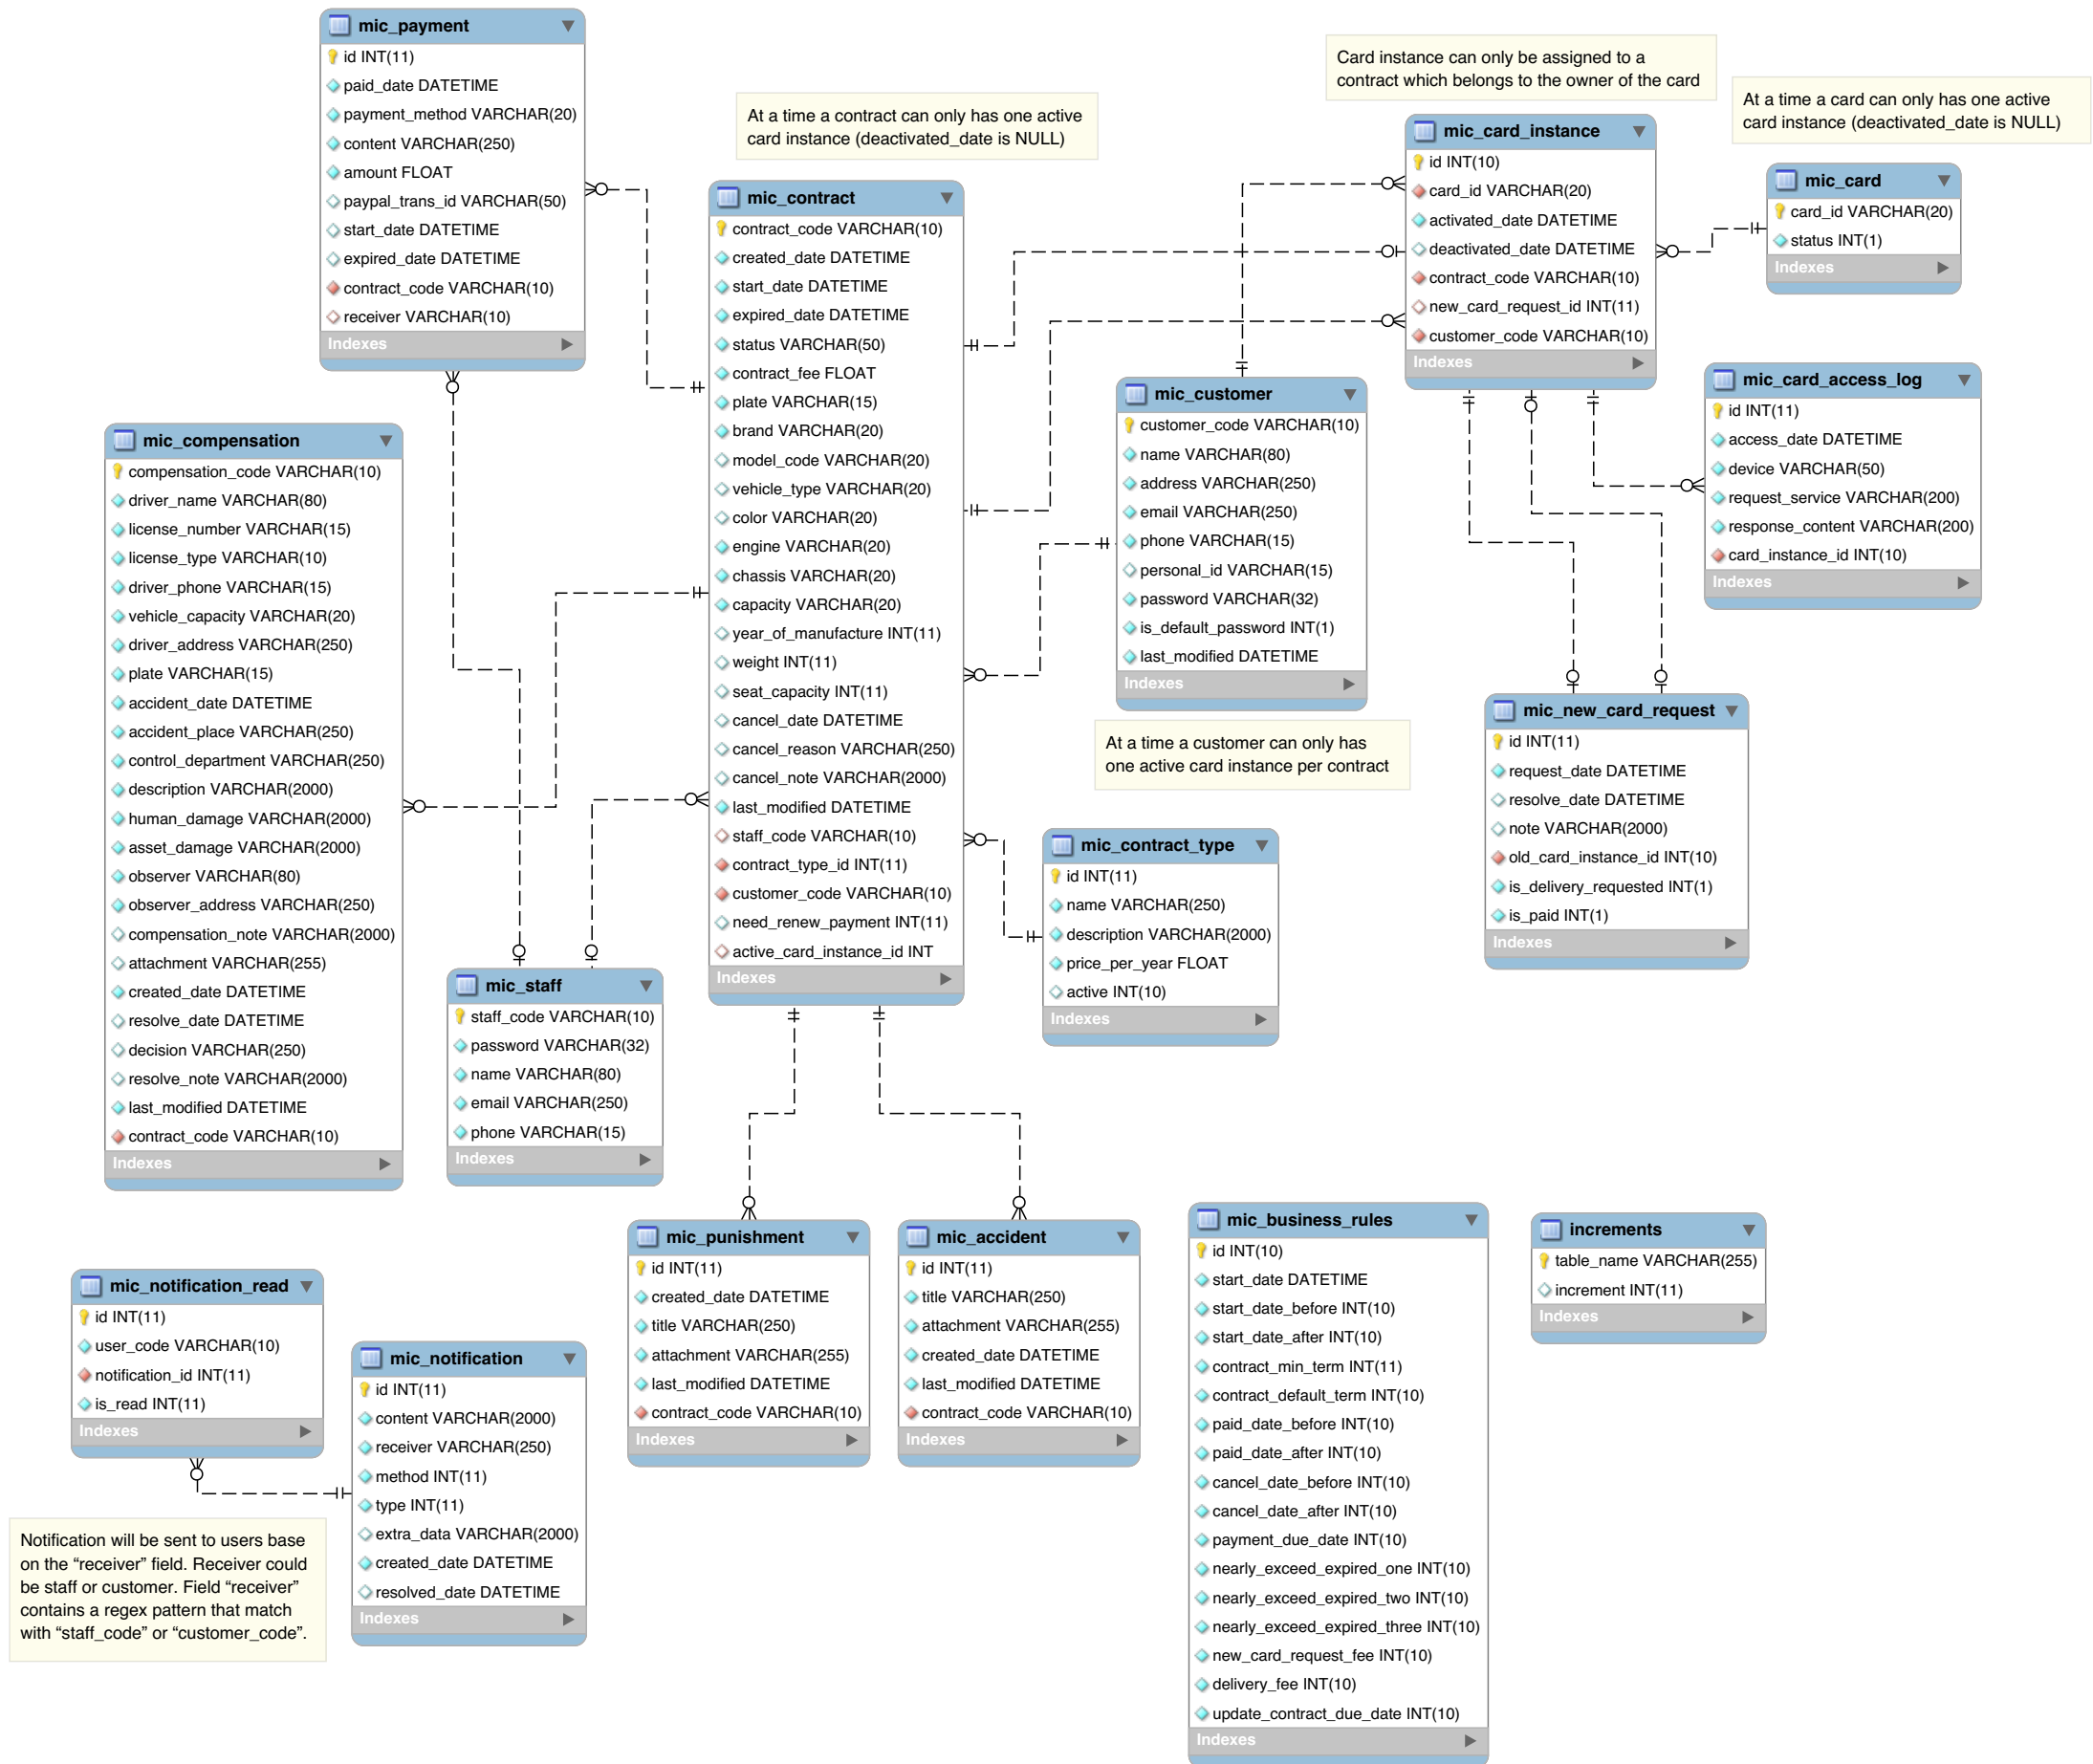 mic_payment
id INT(11)
paid_date DATETIME
payment_method VARCHAR(20)
content VARCHAR(250)
amount FLOAT
paypal_trans_id VARCHAR(50)
start_date DATETIME
expired_date DATETIME
contract_code VARCHAR(10)
receiver VARCHAR(10)
Indexes
At a time a contract can only has one active
card instance (deactivated_date is NULL)
Card instance can only be assigned to a
contract which belongs to the owner of the card
At a time a card can only has one active
card instance (deactivated_date is NULL)
mic_card_instance
id INT(10)
card_id VARCHAR(20)
activated_date DATETIME
deactivated_date DATETIME
contract_code VARCHAR(10)
new_card_request_id INT(11)
customer_code VARCHAR(10)
Indexes
mic_card
card_id VARCHAR(20)
status INT(1)
Indexes
mic_contract
contract_code VARCHAR(10)
created_date DATETIME
start_date DATETIME
expired_date DATETIME
status VARCHAR(50)
contract_fee FLOAT
plate VARCHAR(15)
brand VARCHAR(20)
model_code VARCHAR(20)
vehicle_type VARCHAR(20)
color VARCHAR(20)
engine VARCHAR(20)
chassis VARCHAR(20)
capacity VARCHAR(20)
year_of_manufacture INT(11)
weight INT(11)
seat_capacity INT(11)
cancel_date DATETIME
cancel_reason VARCHAR(250)
cancel_note VARCHAR(2000)
last_modified DATETIME
staff_code VARCHAR(10)
contract_type_id INT(11)
customer_code VARCHAR(10)
need_renew_payment INT(11)
active_card_instance_id INT
Indexes
mic_customer
customer_code VARCHAR(10)
name VARCHAR(80)
address VARCHAR(250)
email VARCHAR(250)
phone VARCHAR(15)
personal_id VARCHAR(15)
password VARCHAR(32)
is_default_password INT(1)
last_modified DATETIME
Indexes
At a time a customer can only has
one active card instance per contract
mic_card_access_log
id INT(11)
access_date DATETIME
device VARCHAR(50)
request_service VARCHAR(200)
response_content VARCHAR(200)
card_instance_id INT(10)
Indexes
mic_compensation
compensation_code VARCHAR(10)
driver_name VARCHAR(80)
license_number VARCHAR(15)
license_type VARCHAR(10)
driver_phone VARCHAR(15)
vehicle_capacity VARCHAR(20)
driver_address VARCHAR(250)
plate VARCHAR(15)
accident_date DATETIME
accident_place VARCHAR(250)
control_department VARCHAR(250)
description VARCHAR(2000)
human_damage VARCHAR(2000)
asset_damage VARCHAR(2000)
observer VARCHAR(80)
observer_address VARCHAR(250)
compensation_note VARCHAR(2000)
attachment VARCHAR(255)
created_date DATETIME
resolve_date DATETIME
decision VARCHAR(250)
resolve_note VARCHAR(2000)
last_modified DATETIME
contract_code VARCHAR(10)
Indexes
mic_new_card_request
id INT(11)
request_date DATETIME
resolve_date DATETIME
note VARCHAR(2000)
old_card_instance_id INT(10)
is_delivery_requested INT(1)
is_paid INT(1)
Indexes
mic_contract_type
id INT(11)
name VARCHAR(250)
description VARCHAR(2000)
price_per_year FLOAT
active INT(10)
Indexes
mic_staff
staff_code VARCHAR(10)
password VARCHAR(32)
name VARCHAR(80)
email VARCHAR(250)
phone VARCHAR(15)
Indexes
mic_punishment
id INT(11)
created_date DATETIME
title VARCHAR(250)
attachment VARCHAR(255)
last_modified DATETIME
contract_code VARCHAR(10)
Indexes
mic_accident
id INT(11)
title VARCHAR(250)
attachment VARCHAR(255)
created_date DATETIME
last_modified DATETIME
contract_code VARCHAR(10)
Indexes
mic_business_rules
id INT(10)
start_date DATETIME
start_date_before INT(10)
start_date_after INT(10)
contract_min_term INT(11)
contract_default_term INT(10)
paid_date_before INT(10)
paid_date_after INT(10)
cancel_date_before INT(10)
cancel_date_after INT(10)
payment_due_date INT(10)
nearly_exceed_expired_one INT(10)
nearly_exceed_expired_two INT(10)
nearly_exceed_expired_three INT(10)
new_card_request_fee INT(10)
delivery_fee INT(10)
update_contract_due_date INT(10)
Indexes
increments
table_name VARCHAR(255)
increment INT(11)
Indexes
mic_notification_read
id INT(11)
user_code VARCHAR(10)
notification_id INT(11)
is_read INT(11)
Indexes
mic_notification
id INT(11)
content VARCHAR(2000)
receiver VARCHAR(250)
method INT(11)
type INT(11)
extra_data VARCHAR(2000)
created_date DATETIME
resolved_date DATETIME
Indexes
Notification will be sent to users base
on the “receiver” field. Receiver could
be staff or customer. Field “receiver”
contains a regex pattern that match
with “staff_code” or “customer_code”.